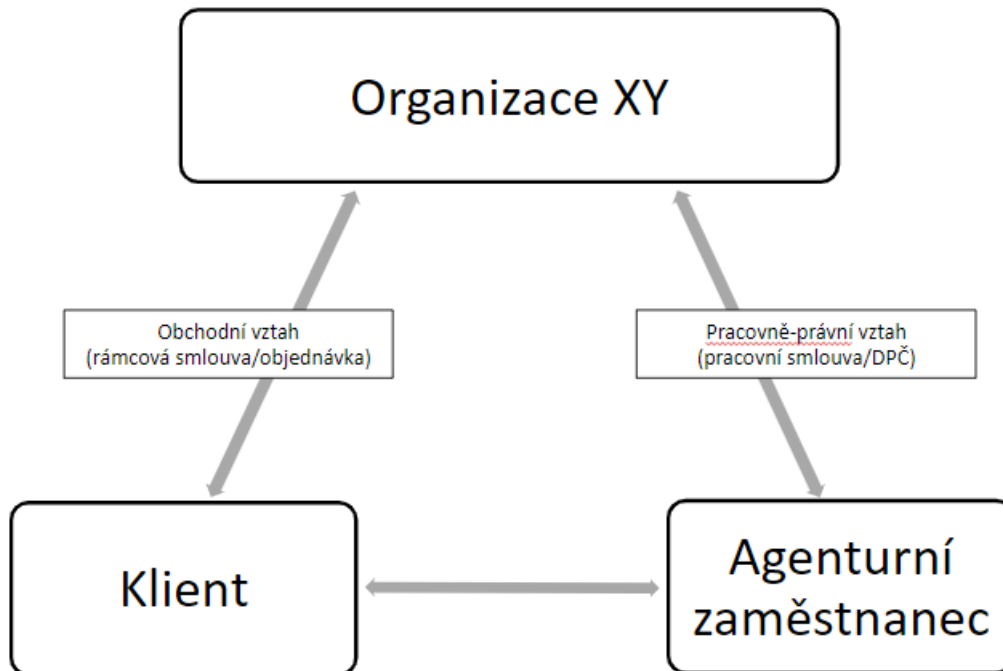 Organizace XY
Obchodní vztah
(rámcová smlouva/objednávka)
Pracovně-právní vztah
(pracovní smlouva/DPČ)
Klient
Agenturní
zaměstnanec